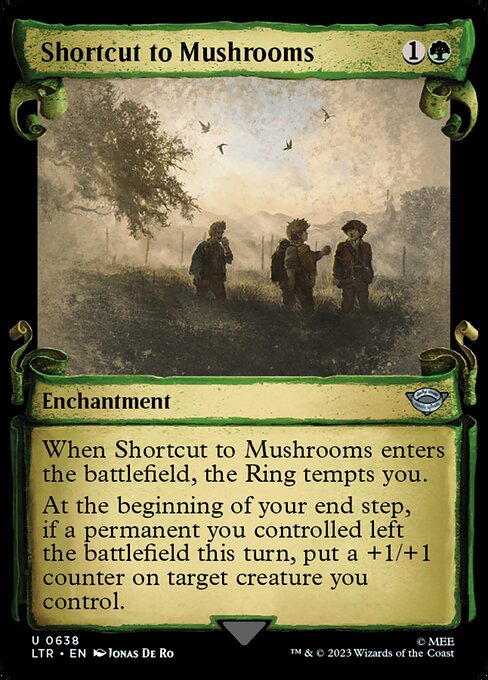 Shortcut to Mushrooms 1
Enchantment
When Shortcut to Mushrooms enters
the battlefield, the Ring tempts you.
At the beginning of your end step,
if a permanent you controlled left
the battlefield this turn, put a +1/+1
counter on target creature you
control.
U 0638
LTR • EN Jonas De Ro
© MEE
™ & © 2023 Wizards of the Coast